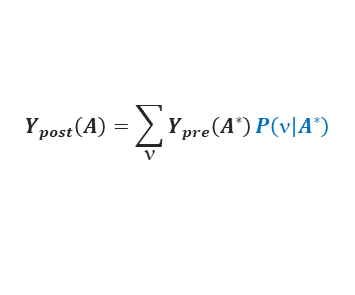 Y_post(A) = ∑_ν Y_pre(A*) P(ν|A*)